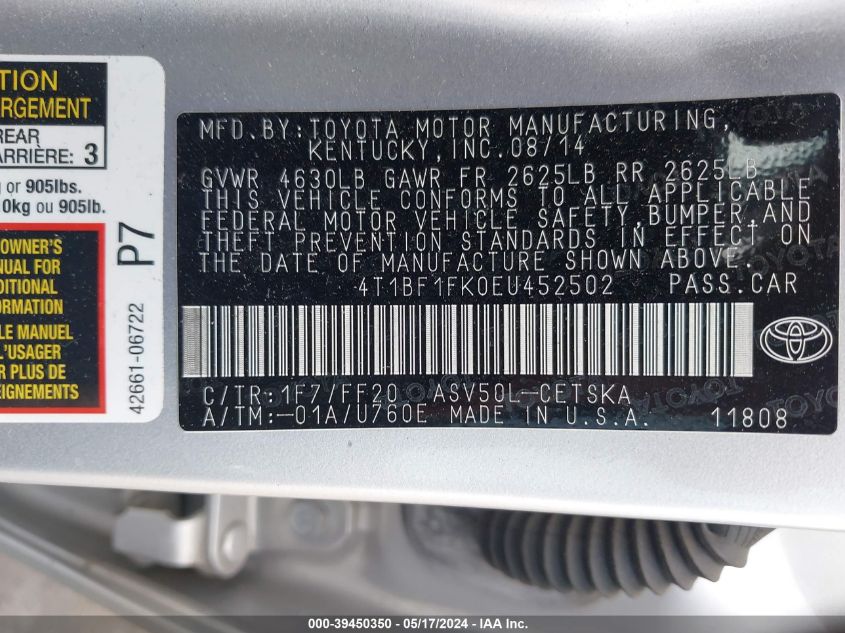 TION
RGEMENT
REAR
ARRIÈRE: 3
g or 905lbs.
0kg ou 905lb.
OWNER'S
NUAL FOR
DITIONAL
ORMATION
LE MANUEL
L'USAGER
R PLUS DE
SEIGNEMENTS
P7
42661-06722
MFD. BY: TOYOTA MOTOR MANUFACTURING,
KENTUCKY, INC. 08/14
GVWR 4630LB GAWR FR 2625LB RR 2625LB
THIS VEHICLE CONFORMS TO ALL APPLICABLE
FEDERAL MOTOR VEHICLE SAFETY, BUMPER, AND
THEFT PREVENTION STANDARDS IN EFFECT ON
THE DATE OF MANUFACTURE SHOWN ABOVE.
4T1BF1FK0EU452502 PASS.CAR
C/TR:1F7/FF20 ASV50L-CETSKA
A/TM:-01A/U760E MADE IN U.S.A. 11808
000-39450350 - 05/17/2024 - IAA Inc.